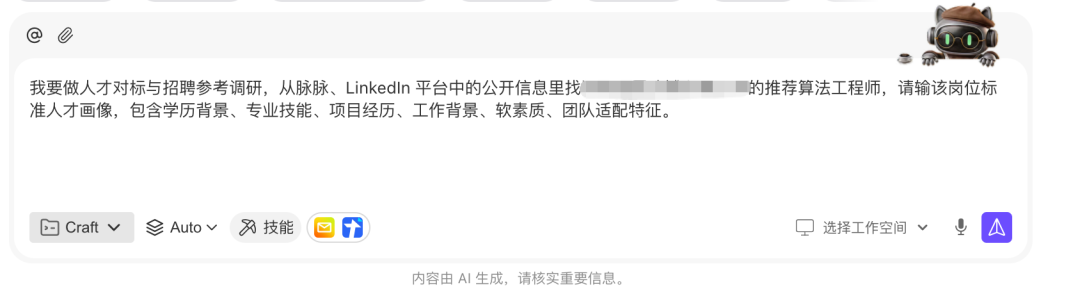 我要做人才对标与招聘参考调研，从脉脉、LinkedIn 平台中的公开信息里找的推荐算法工程师，请输该岗位标
准人才画像，包含学历背景、专业技能、项目经历、工作背景、软素质、团队适配特征。
Craft Auto 技能 选择工作空间
内容由 AI 生成，请核实重要信息。